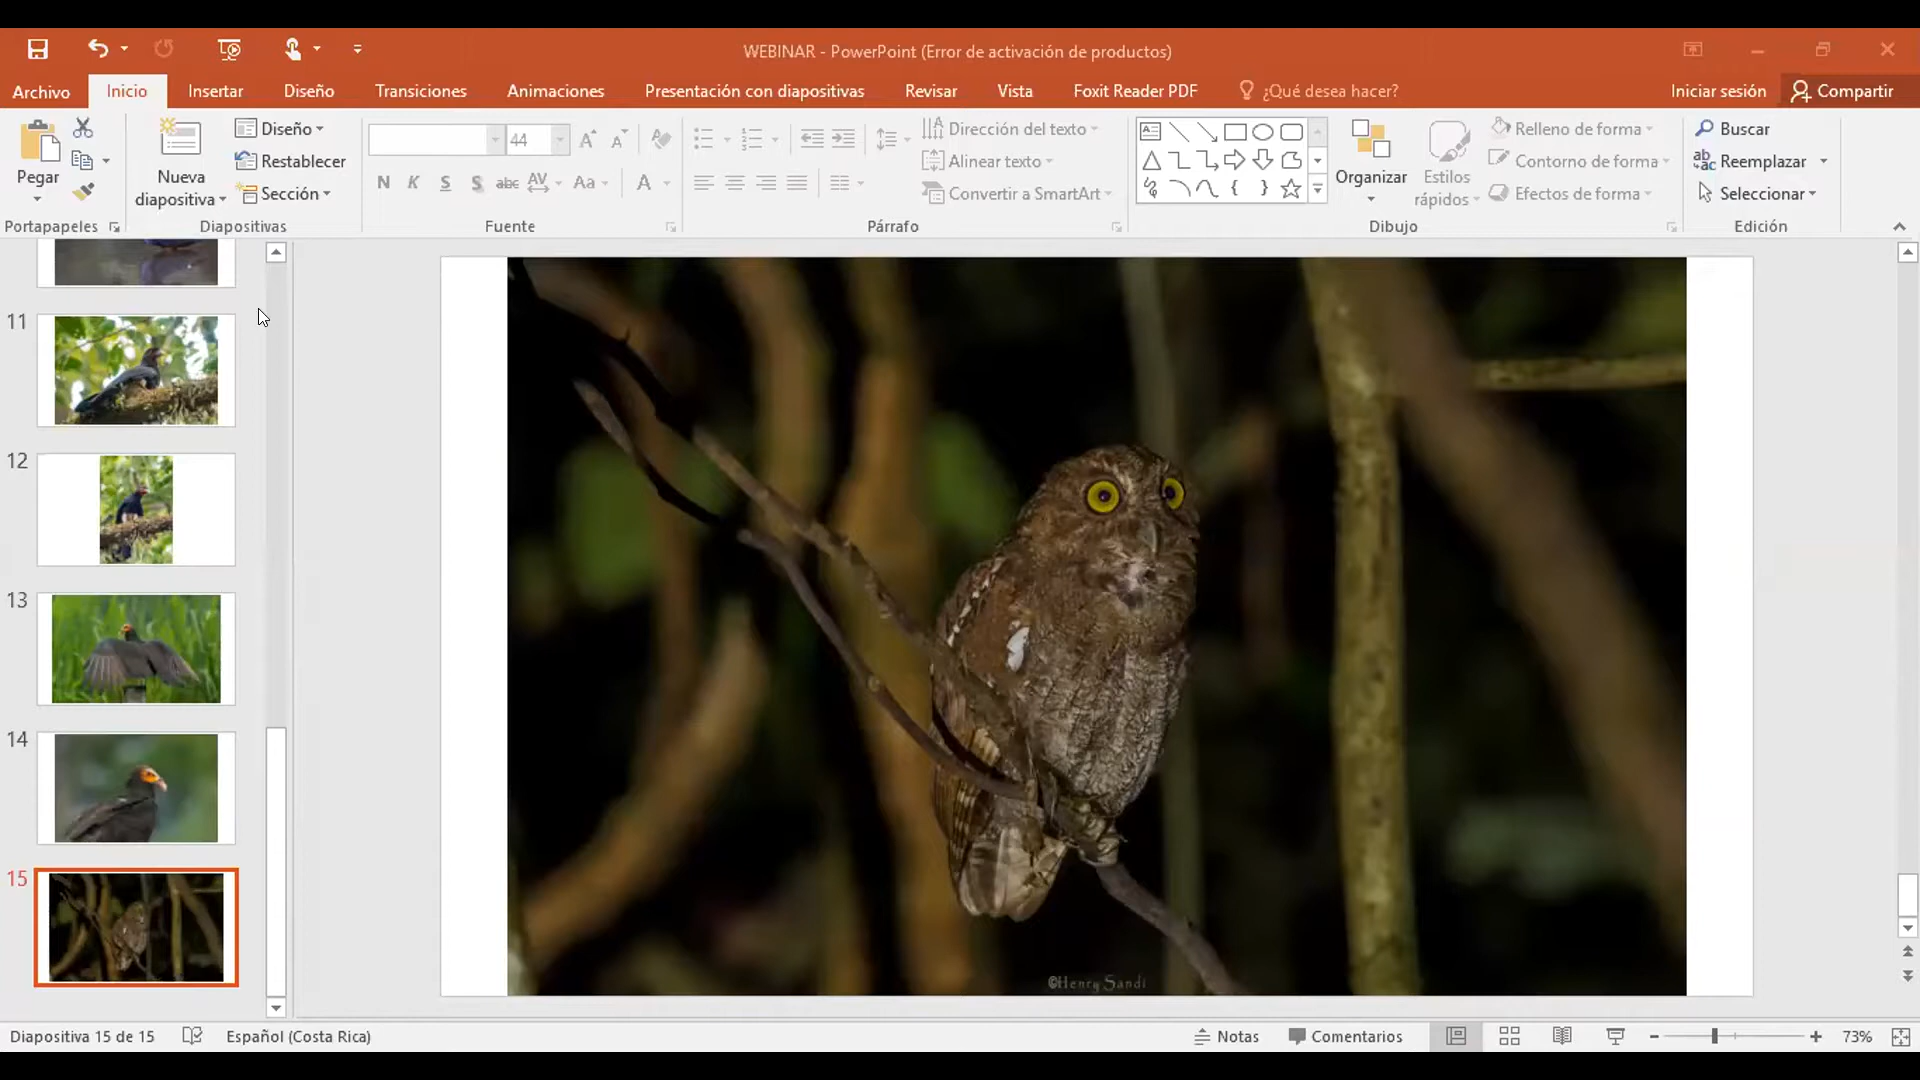 WEBINAR - PowerPoint (Error de activación de productos)
Archivo Inicio Insertar Diseño Transiciones Animaciones Presentación con diapositivas Revisar Vista Foxit Reader PDF ¿Qué desea hacer? Iniciar sesión Compartir
Pegar
Portapapeles
Nueva
diapositiva
Diseño
Restablecer
Sección
Diapositivas
44
N K S S abc AV Aa A
Fuente
Dirección del texto
Alinear texto
Convertir a SmartArt
Párrafo
Organizar
Estilos
rápidos
Relleno de forma
Contorno de forma
Efectos de forma
Dibujo
Buscar
Reemplazar
Seleccionar
Edición
11
12
13
14
15
©Henry Sandi
Diapositiva 15 de 15 Español (Costa Rica) Notas Comentarios 73%